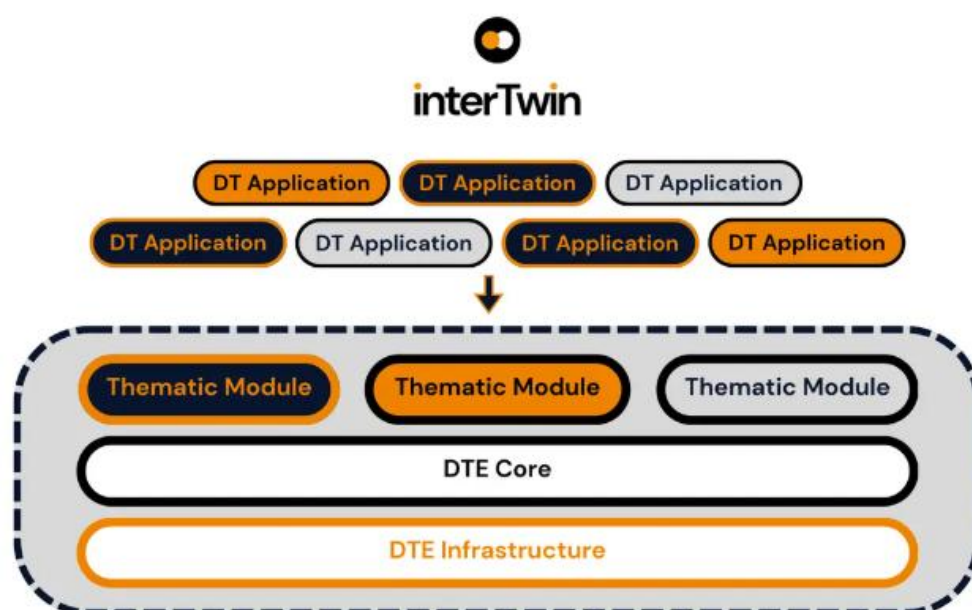 interTwin
DT Application DT Application DT Application
DT Application DT Application DT Application DT Application
Thematic Module Thematic Module Thematic Module
DTE Core
DTE Infrastructure